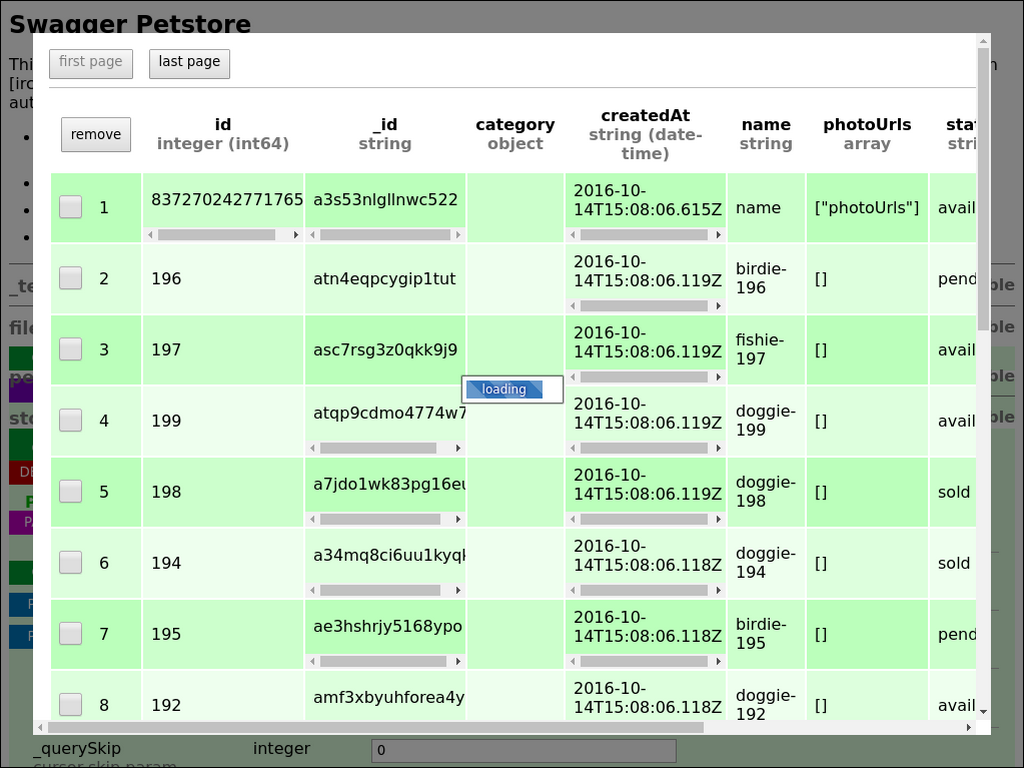 Swagger Petstore
first page last page
remove
id
integer (int64)
_id
string
category
object
createdAt
string (date-
time)
name
string
photoUrls
array
1 837270242771765 a3s53nlgllnwc522 2016-10-
14T15:08:06.615Z name ["photoUrls"] avail
2 196 atn4eqpcygip1tut 2016-10-
14T15:08:06.119Z birdie-
196 [] pend
3 197 asc7rsg3z0qkk9j9 2016-10-
14T15:08:06.119Z fishie-
197 [] avail
loading
4 199 atqp9cdmo4774w7 2016-10-
14T15:08:06.119Z doggie-
199 [] avail
5 198 a7jdo1wk83pg16eu 2016-10-
14T15:08:06.119Z doggie-
198 [] sold
6 194 a34mq8ci6uu1kyqk 2016-10-
14T15:08:06.118Z doggie-
194 [] sold
7 195 ae3hshrjy5168ypo 2016-10-
14T15:08:06.118Z birdie-
195 [] pend
8 192 amf3xbyuhforea4y 2016-10-
14T15:08:06.118Z doggie-
192 [] avail
_querySkip integer 0
cursor skip param